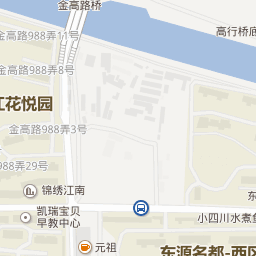 金高路桥
金高路988弄11号
高行桥底
金高路988弄8号
江花悦园
金高路988弄3号
988弄29号
锦绣江南
东
凯瑞宝贝
早教中心
小四川水煮鱼
元祖
东源名都-西区